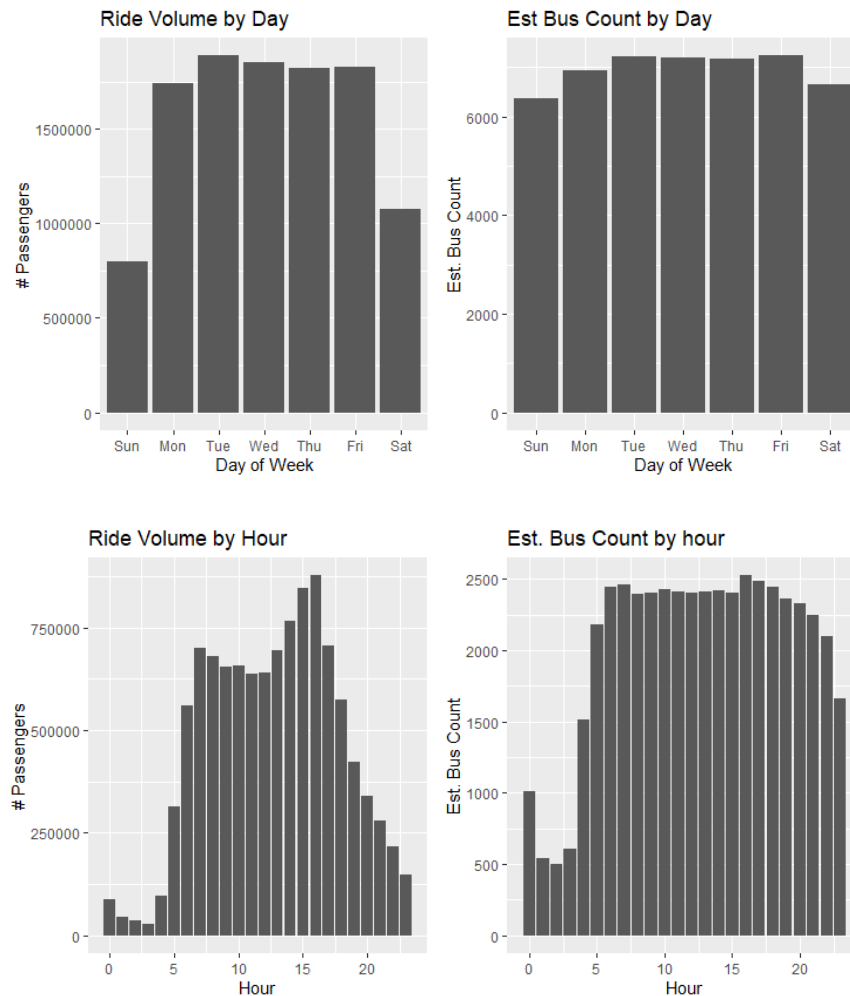 Ride Volume by Day
# Passengers
1500000
1000000
500000
0
Sun Mon Tue Wed Thu Fri Sat
Day of Week
Est Bus Count by Day
Est. Bus Count
6000
4000
2000
0
Sun Mon Tue Wed Thu Fri Sat
Day of Week
Ride Volume by Hour
# Passengers
750000
500000
250000
0
0 5 10 15 20
Hour
Est. Bus Count by hour
Est. Bus Count
2500
2000
1500
1000
500
0
0 5 10 15 20
Hour